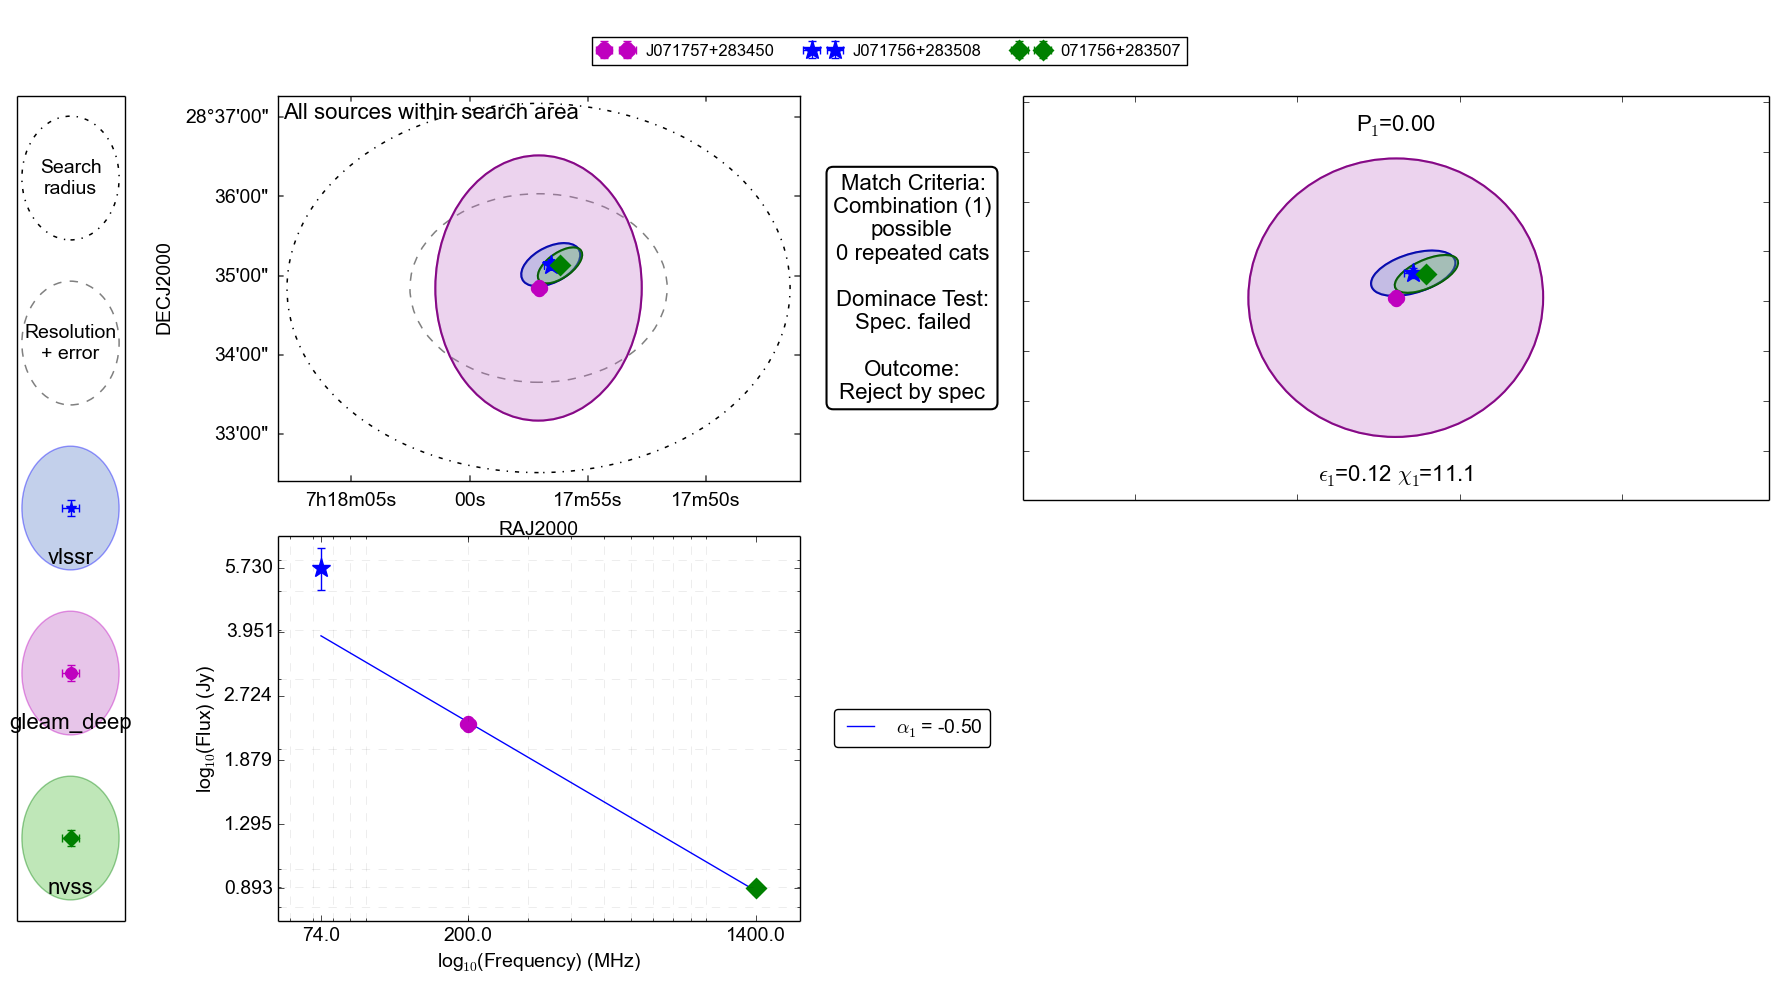 J071757+283450 J071756+283508 071756+283507
Search
radius
Resolution
+ error
vlssr
gleam_deep
nvss
All sources within search area
28°37'00"
36'00"
35'00"
34'00"
33'00"
DECJ2000
7h18m05s 00s 17m55s 17m50s
RAJ2000
Match Criteria:
Combination (1)
possible
0 repeated cats
Dominace Test:
Spec. failed
Outcome:
Reject by spec
P₁=0.00
ϵ₁=0.12 χ₁=11.1
5.730
3.951
2.724
1.879
1.295
0.893
log₁₀(Flux) (Jy)
74.0 200.0 1400.0
log₁₀(Frequency) (MHz)
α₁ = -0.50